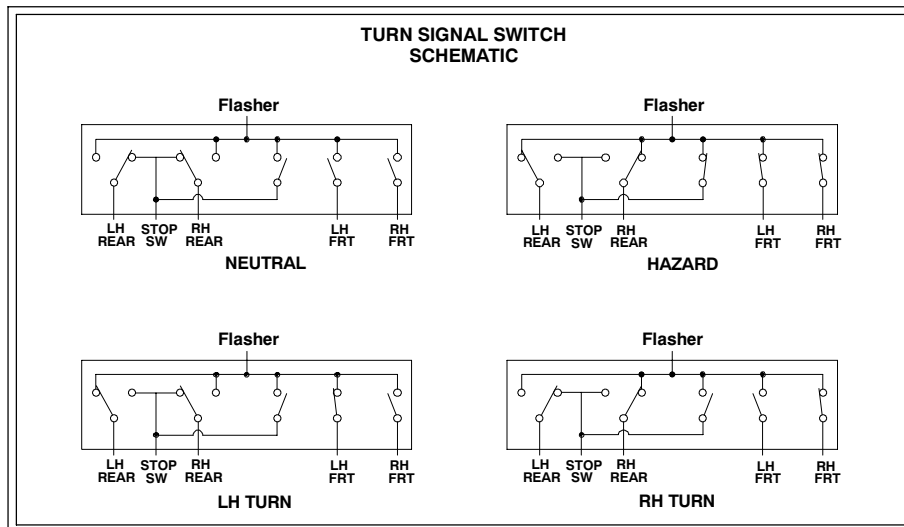 TURN SIGNAL SWITCH
SCHEMATIC
Flasher
LH
REAR
STOP
SW
RH
REAR
LH
FRT
RH
FRT
NEUTRAL
Flasher
LH
REAR
STOP
SW
RH
REAR
LH
FRT
RH
FRT
HAZARD
Flasher
LH
REAR
STOP
SW
RH
REAR
LH
FRT
RH
FRT
LH TURN
Flasher
LH
REAR
STOP
SW
RH
REAR
LH
FRT
RH
FRT
RH TURN